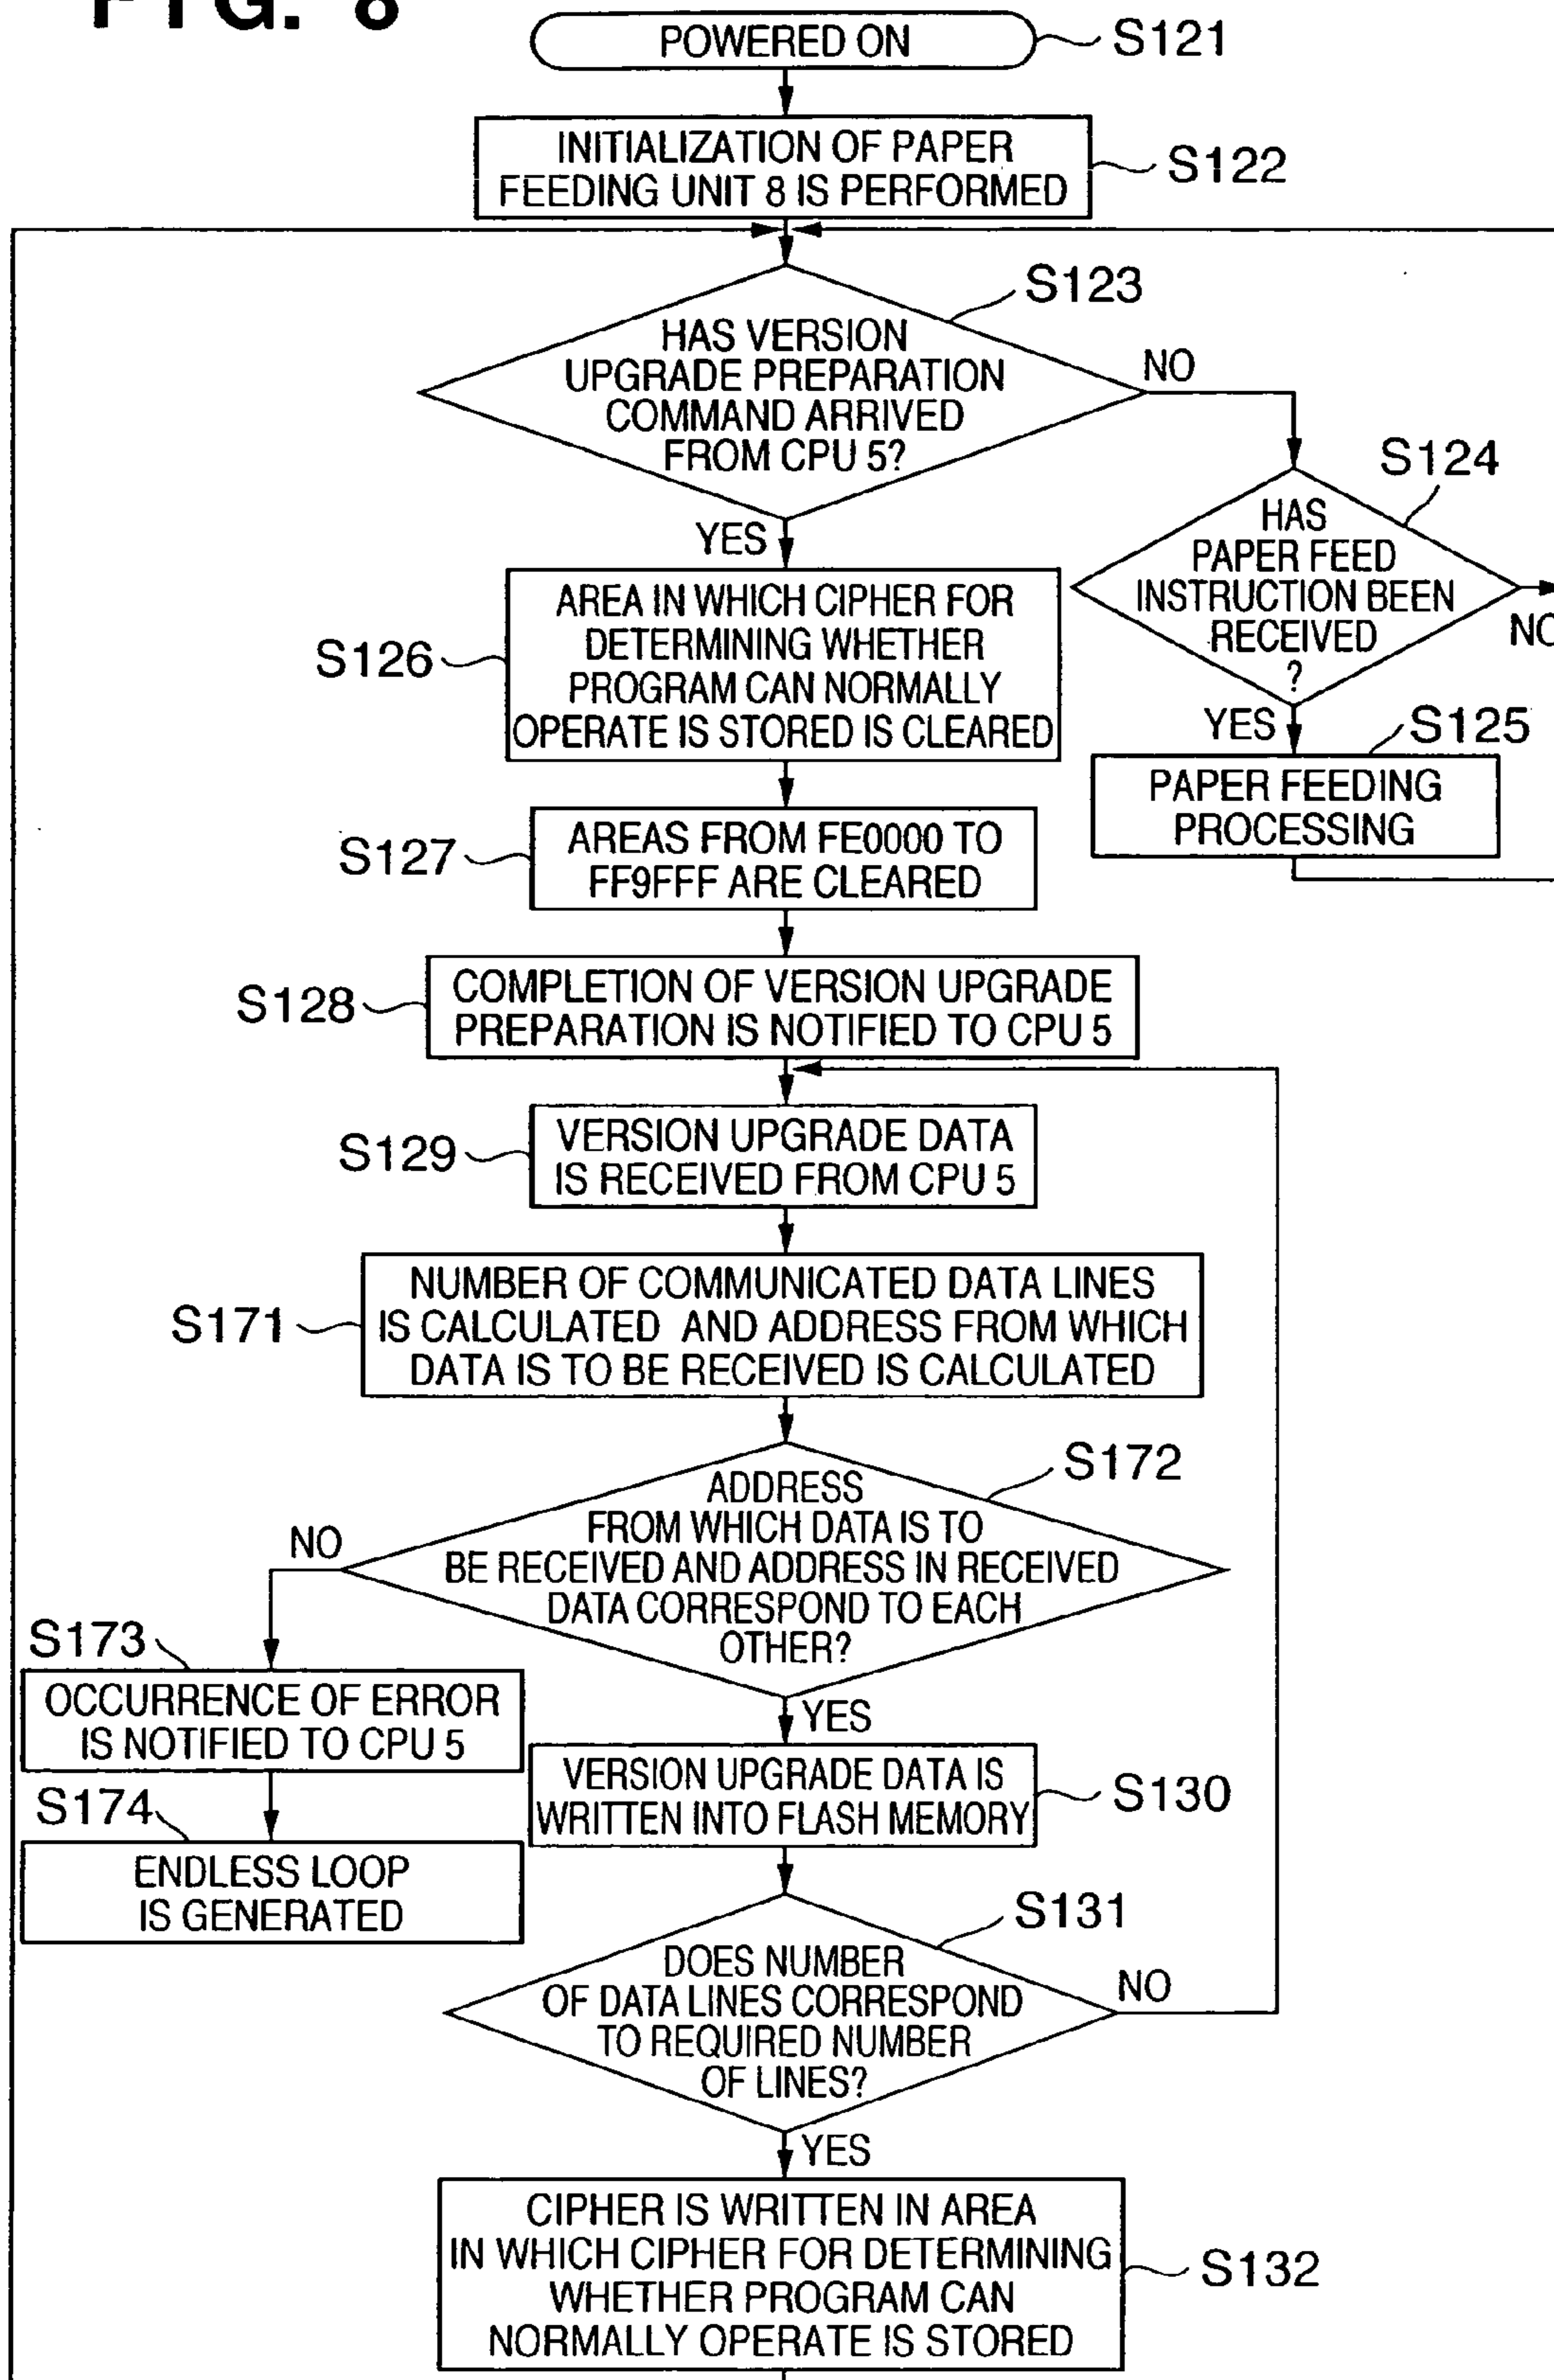 FIG. 8
POWERED ON
S121
INITIALIZATION OF PAPER
FEEDING UNIT 8 IS PERFORMED
S122
S123
HAS VERSION
UPGRADE PREPARATION
COMMAND ARRIVED
FROM CPU 5?
NO
YES
S124
HAS
PAPER FEED
INSTRUCTION BEEN
RECEIVED
?
NO
YES
S125
PAPER FEEDING
PROCESSING
S126
AREA IN WHICH CIPHER FOR
DETERMINING WHETHER
PROGRAM CAN NORMALLY
OPERATE IS STORED IS CLEARED
S127
AREAS FROM FE0000 TO
FF9FFF ARE CLEARED
S128
COMPLETION OF VERSION UPGRADE
PREPARATION IS NOTIFIED TO CPU 5
S129
VERSION UPGRADE DATA
IS RECEIVED FROM CPU 5
S171
NUMBER OF COMMUNICATED DATA LINES
IS CALCULATED AND ADDRESS FROM WHICH
DATA IS TO BE RECEIVED IS CALCULATED
S172
ADDRESS
FROM WHICH DATA IS TO
BE RECEIVED AND ADDRESS IN RECEIVED
DATA CORRESPOND TO EACH
OTHER?
NO
YES
S173
OCCURRENCE OF ERROR
IS NOTIFIED TO CPU 5
S174
ENDLESS LOOP
IS GENERATED
VERSION UPGRADE DATA IS
WRITTEN INTO FLASH MEMORY
S130
S131
DOES NUMBER
OF DATA LINES CORRESPOND
TO REQUIRED NUMBER
OF LINES?
NO
YES
CIPHER IS WRITTEN IN AREA
IN WHICH CIPHER FOR DETERMINING
WHETHER PROGRAM CAN
NORMALLY OPERATE IS STORED
S132